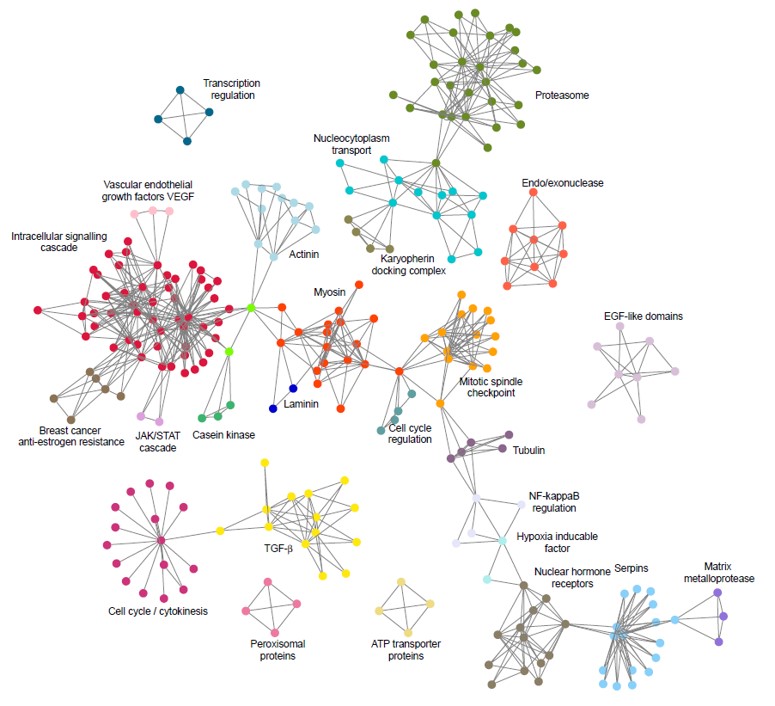 Transcription
regulation
Proteasome
Nucleocytoplasm
transport
Vascular endothelial
growth factors VEGF
Endo/exonuclease
Intracellular signalling
cascade
Actinin
Karyopherin
docking complex
Myosin
EGF-like domains
Mitotic spindle
checkpoint
Laminin
Breast cancer
anti-estrogen resistance
JAK/STAT
cascade
Casein kinase
Cell cycle
regulation
Tubulin
NF-kappaB
regulation
TGF-β
Hypoxia inducable
factor
Nuclear hormone
receptors
Serpins
Matrix
metalloprotease
Cell cycle / cytokinesis
Peroxisomal
proteins
ATP transporter
proteins